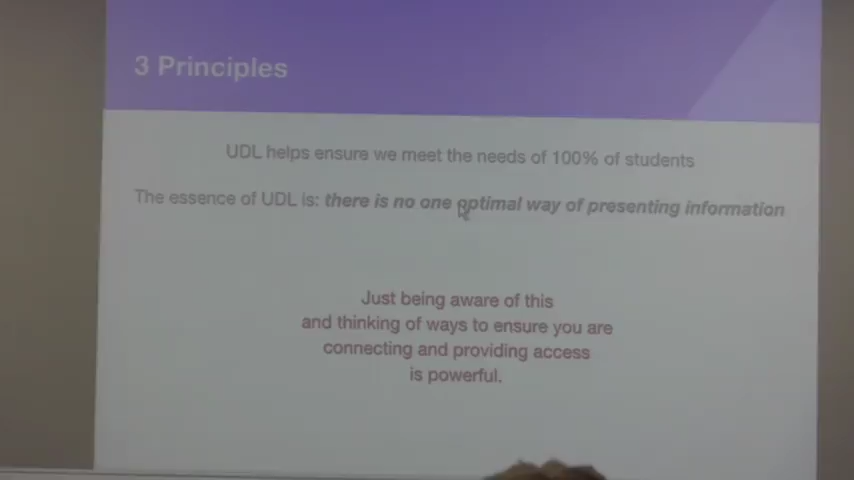 3 Principles
UDL helps ensure we meet the needs of 100% of students
The essence of UDL is: there is no one optimal way of presenting information
Just being aware of this
and thinking of ways to ensure you are
connecting and providing access
is powerful.